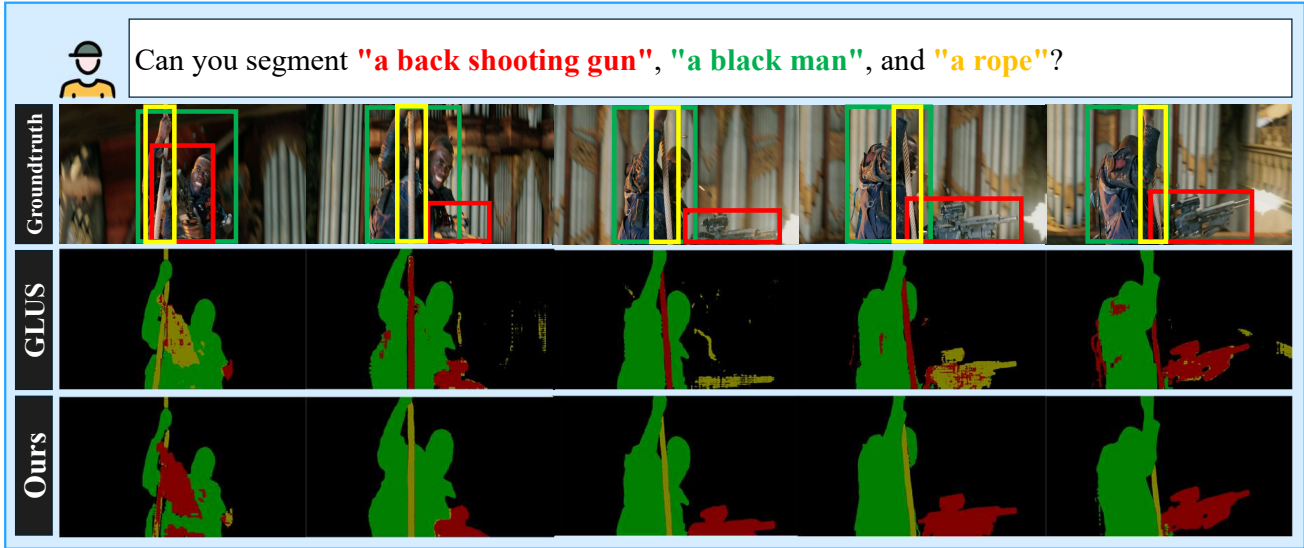 Can you segment "a back shooting gun", "a black man", and "a rope"?
Groundtruth
GLUS
Ours